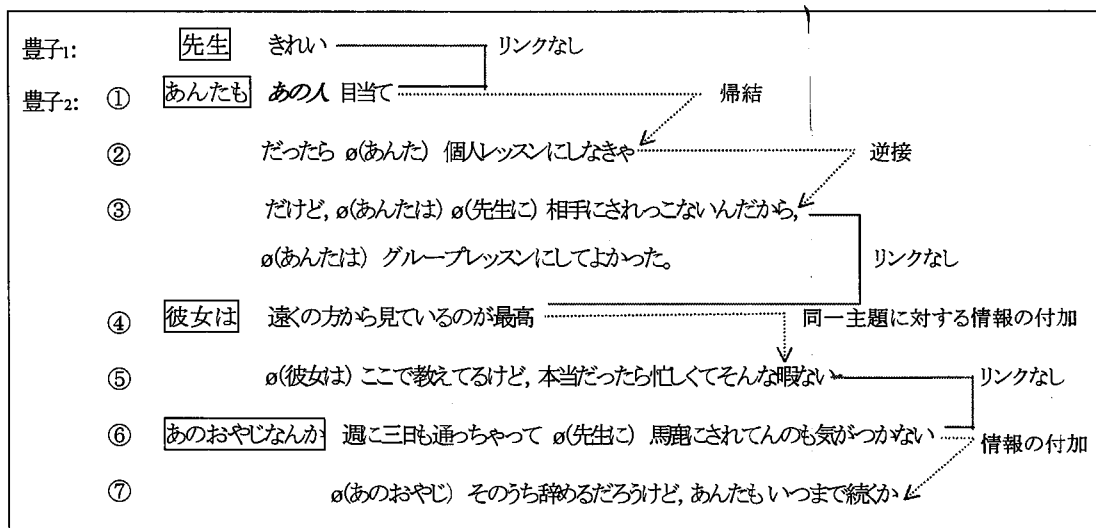 豊子1: 先生 きれい リンクなし
豊子2: ① あんたも あの人 目当て 帰結
② だったら ø(あんた) 個人レッスンにしなきゃ 逆接
③ だけど, ø(あんたは) ø(先生に) 相手にされっこないんだから,
ø(あんたは) グループレッスンにしてよかった。 リンクなし
④ 彼女は 遠くの方から見ているのが最高 同一主題に対する情報の付加
⑤ ø(彼女は) ここで教えてるけど, 本当だったら忙しくてそんな暇ない リンクなし
⑥ あのおやじなんか 週に三日も通っちゃって ø(先生に) 馬鹿にされてんのも気がつかない 情報の付加
⑦ ø(あのおやじ) そのうち辞めるだろうけど, あんたも いつまで続くか